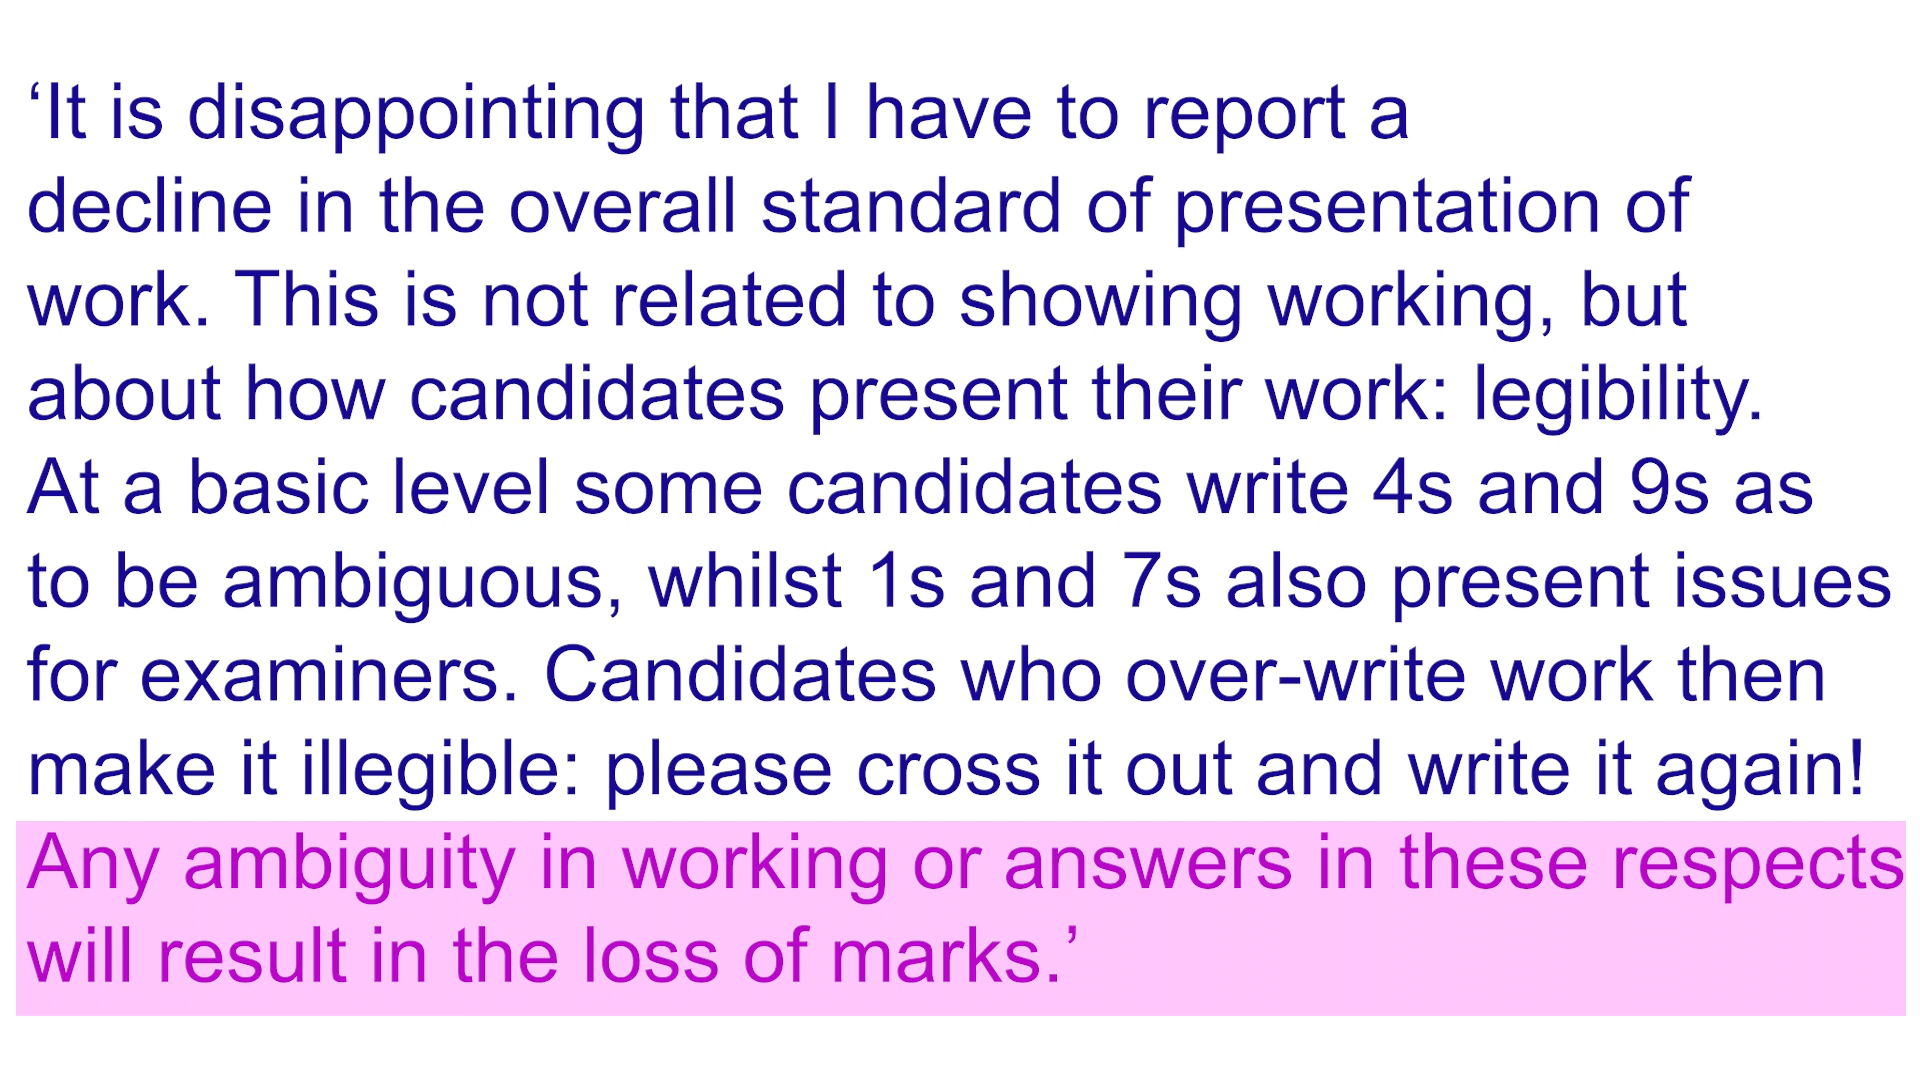 ‘It is disappointing that I have to report a
decline in the overall standard of presentation of
work. This is not related to showing working, but
about how candidates present their work: legibility.
At a basic level some candidates write 4s and 9s as
to be ambiguous, whilst 1s and 7s also present issues
for examiners. Candidates who over-write work then
make it illegible: please cross it out and write it again!
Any ambiguity in working or answers in these respects
will result in the loss of marks.’